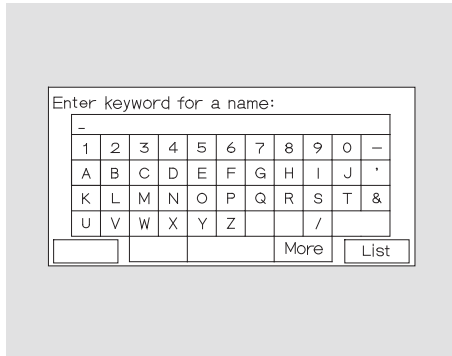 Enter keyword for a name:
_
1 2 3 4 5 6 7 8 9 0 –
A B C D E F G H I J '
K L M N O P Q R S T &
U V W X Y Z /
More List